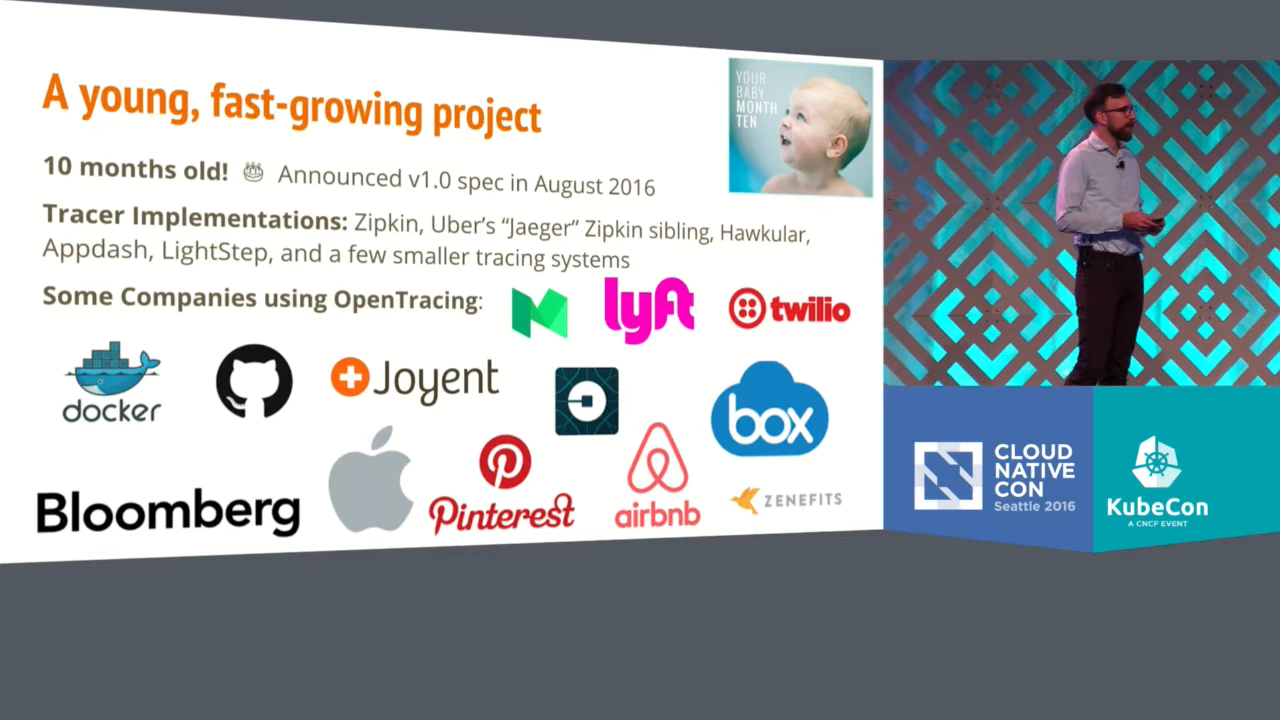 A young, fast-growing project
YOUR
BABY
MONTH
TEN
10 months old! Announced v1.0 spec in August 2016
Tracer Implementations: Zipkin, Uber's “Jaeger” Zipkin sibling, Hawkular,
Appdash, LightStep, and a few smaller tracing systems
Some Companies using OpenTracing:
lyft
twilio
docker
Joyent
box
Bloomberg
Pinterest
airbnb
ZENEFITS
CLOUD
NATIVE
CON
Seattle 2016
KubeCon
A CNCF EVENT